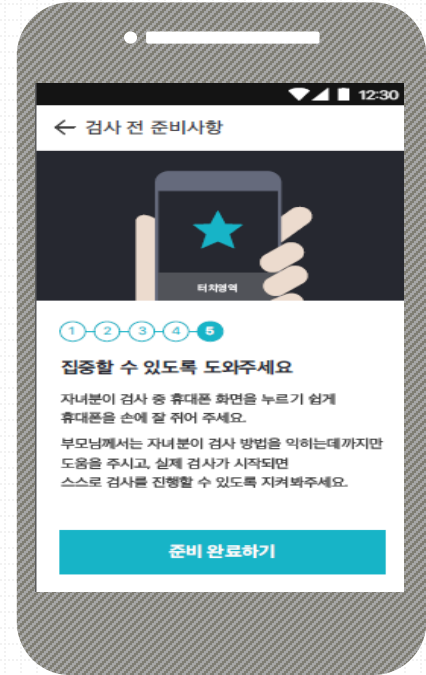 12:30
← 검사 전 준비사항
터치영역
1 2 3 4 5
집중할 수 있도록 도와주세요
자녀분이 검사 중 휴대폰 화면을 누르기 쉽게
휴대폰을 손에 잘 쥐어 주세요.
부모님께서는 자녀분이 검사 방법을 익히는데까지만
도움을 주시고, 실제 검사가 시작되면
스스로 검사를 진행할 수 있도록 지켜봐주세요.
준비 완료하기